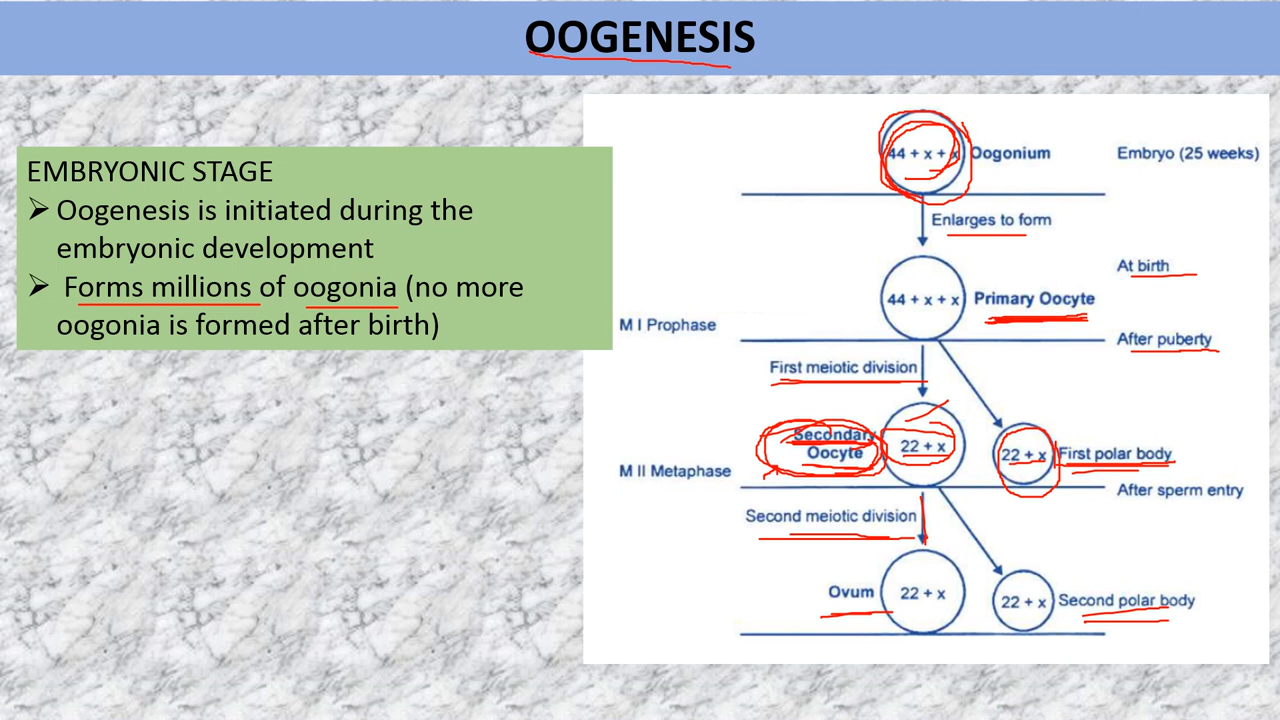 OOGENESIS
EMBRYONIC STAGE
➢ Oogenesis is initiated during the
embryonic development
➢ Forms millions of oogonia (no more
oogonia is formed after birth)
44 + x + x
Oogonium
Embryo (25 weeks)
Enlarges to form
At birth
44 + x + x
Primary Oocyte
M I Prophase
After puberty
First meiotic division
Secondary
Oocyte
22 + x
22 + x
First polar body
M II Metaphase
After sperm entry
Second meiotic division
Ovum
22 + x
22 + x
Second polar body